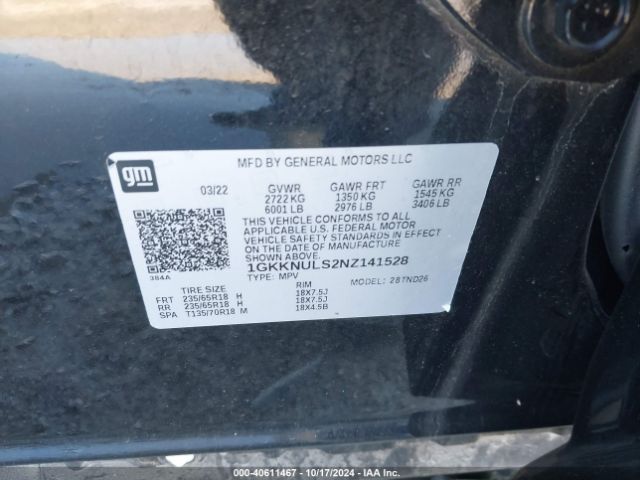 gm
MFD BY GENERAL MOTORS LLC
03/22 GVWR GAWR FRT GAWR RR
2722 KG 1350 KG 1545 KG
6001 LB 2976 LB 3406 LB
THIS VEHICLE CONFORMS TO ALL
APPLICABLE U.S. FEDERAL MOTOR
VEHICLE SAFETY STANDARDS IN
EFFECT ON THE DATE OF
MANUFACTURE SHOWN ABOVE.
384A
1GKKNULS2NZ141528
TYPE: MPV MODEL: 28TND26
TIRE SIZE RIM
FRT 235/65R18 H 18X7.5J
RR 235/65R18 H 18X7.5J
SPA T135/70R18 M 18X4.5B
00-40611467 - 10/17/2024 - IAA Inc.